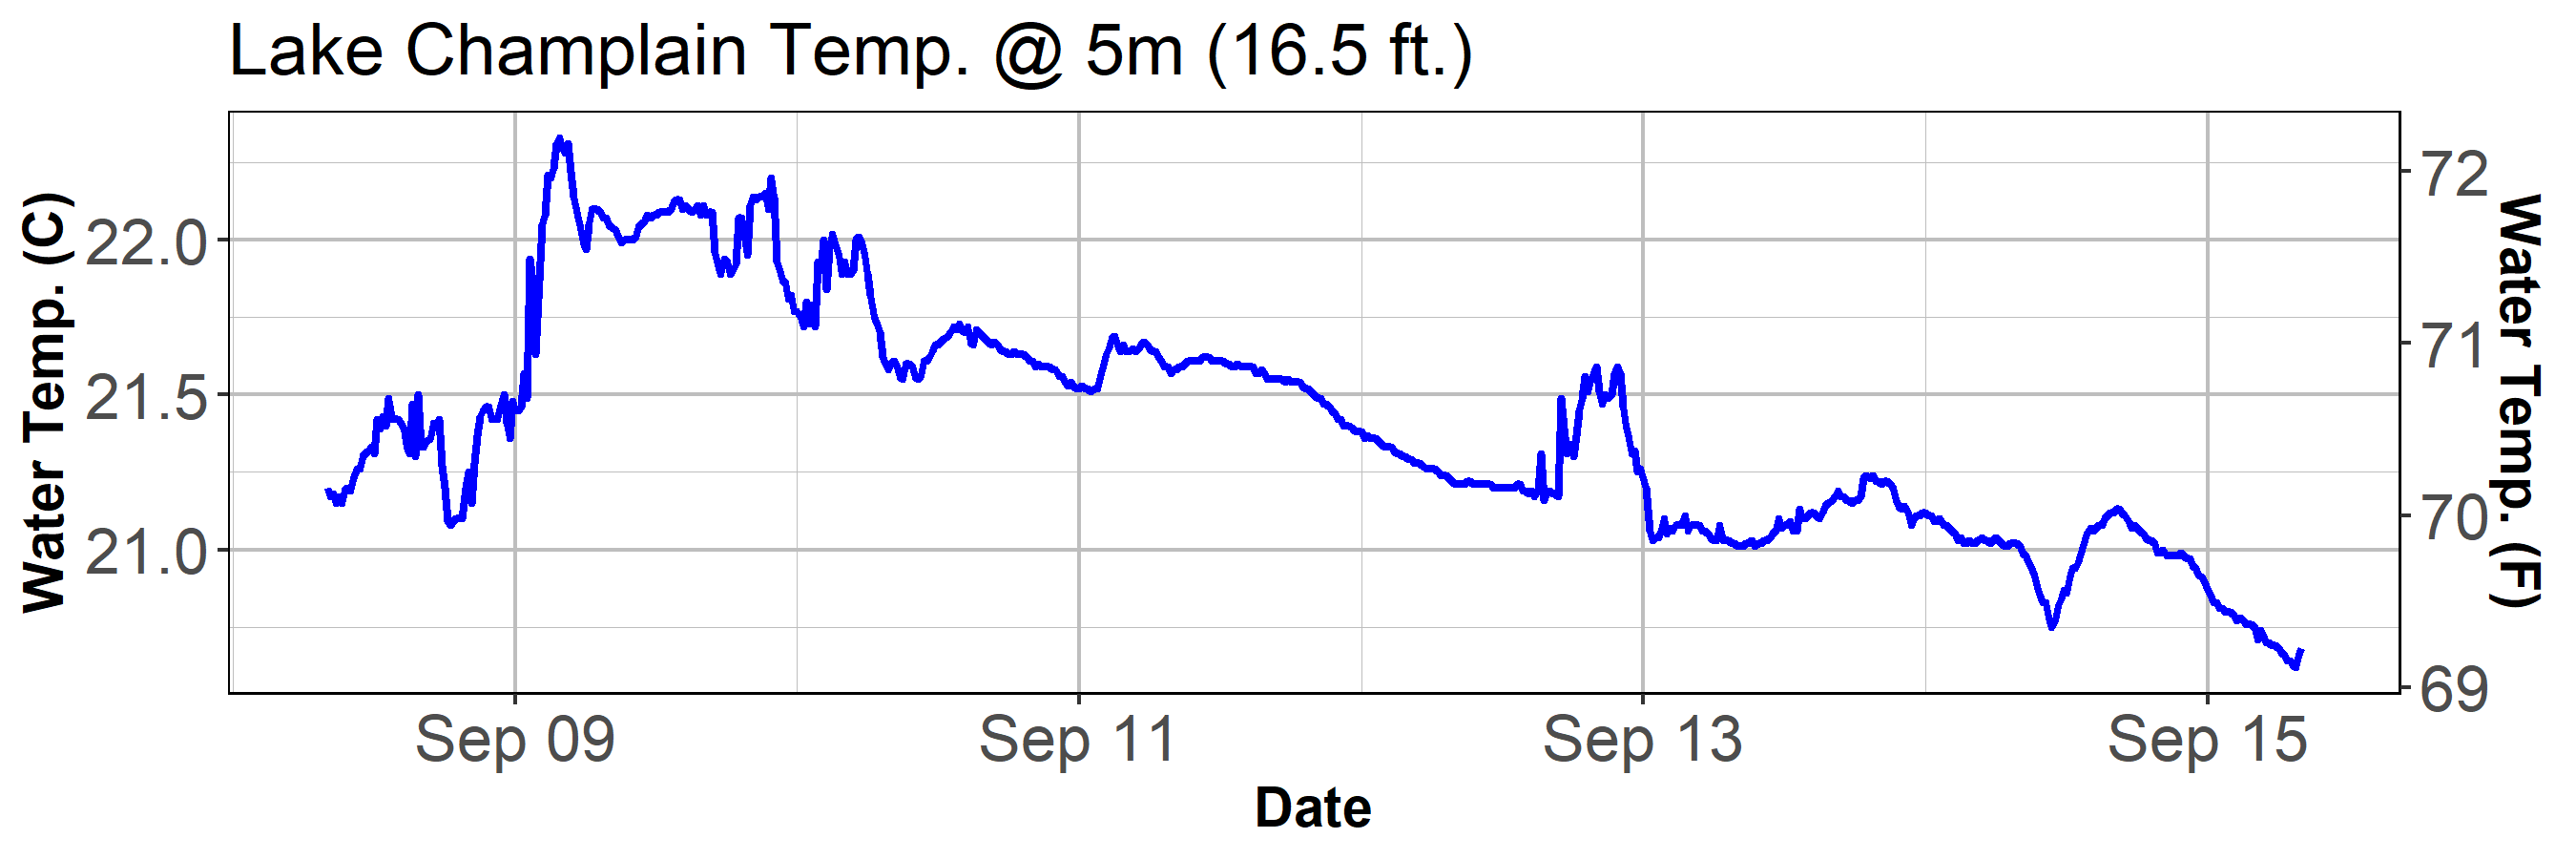 Lake Champlain Temp. @ 5m (16.5 ft.)
Water Temp. (C)
22.0
21.5
21.0
72
71
70
69
Water Temp. (F)
Sep 09 Sep 11 Sep 13 Sep 15
Date